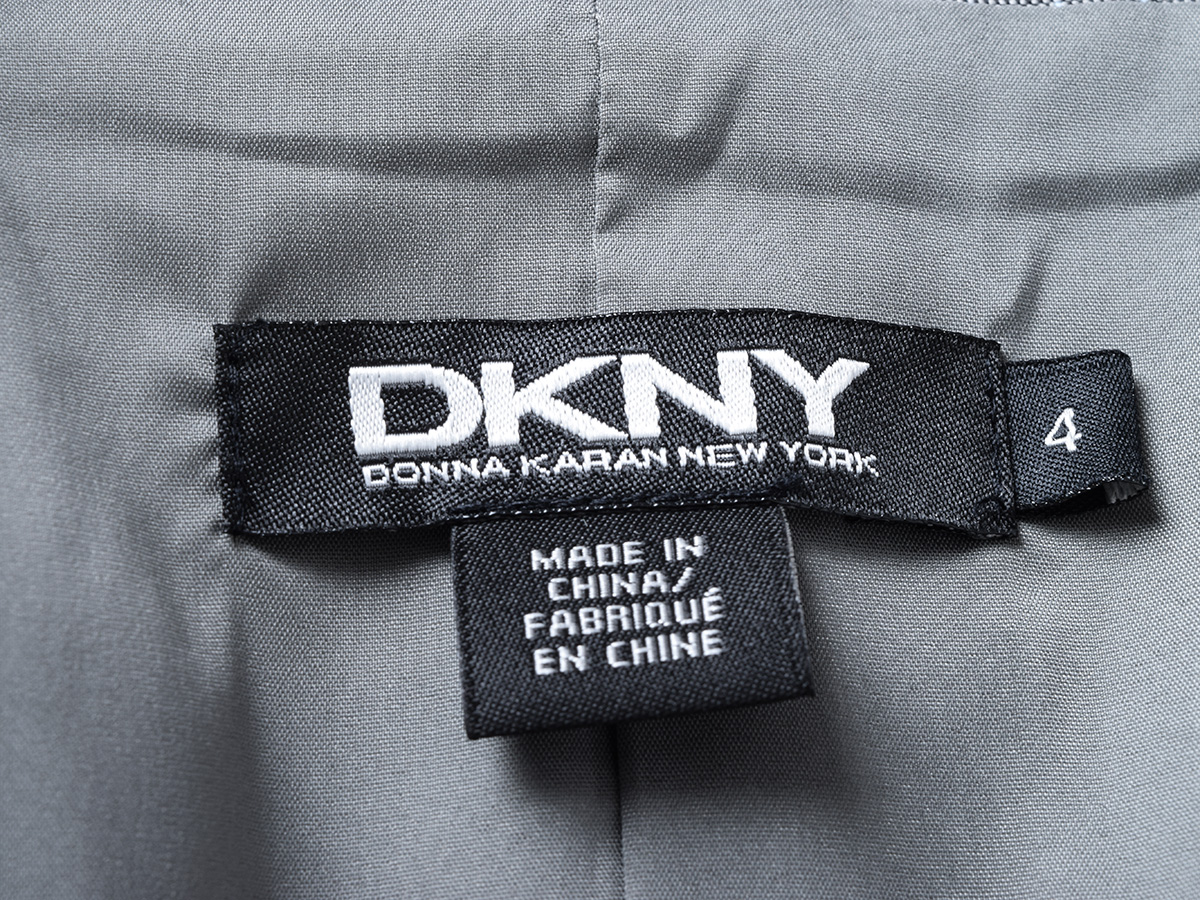 DKNY
DONNA KARAN NEW YORK
4
MADE IN
CHINA/
FABRIQUÉ
EN CHINE